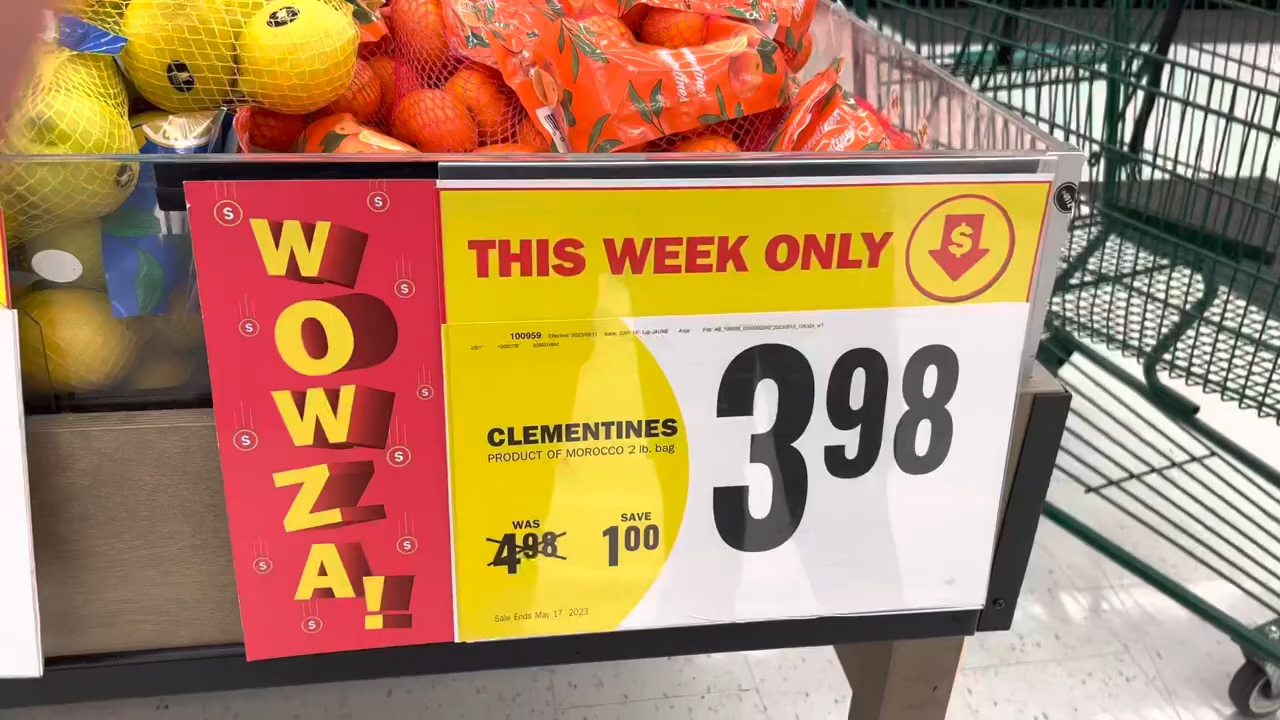 WOWZA!
THIS WEEK ONLY
$
100959
CLEMENTINES
PRODUCT OF MOROCCO 2 lb. bag
WAS
4.98
SAVE
1.00
3.98
Sale Ends May 17 2023